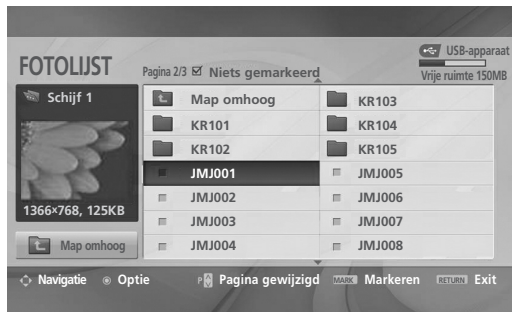 USB-apparaat
FOTOLIJST
Pagina 2/3 Niets gemarkeerd
Vrije ruimte 150MB
Schijf 1
Map omhoog
KR103
KR101
KR104
KR102
KR105
JMJ001
JMJ005
JMJ002
JMJ006
JMJ003
JMJ007
JMJ004
JMJ008
1366×768, 125KB
Map omhoog
Navigatie
Optie
P Pagina gewijzigd
MARK Markeren
RETURN Exit